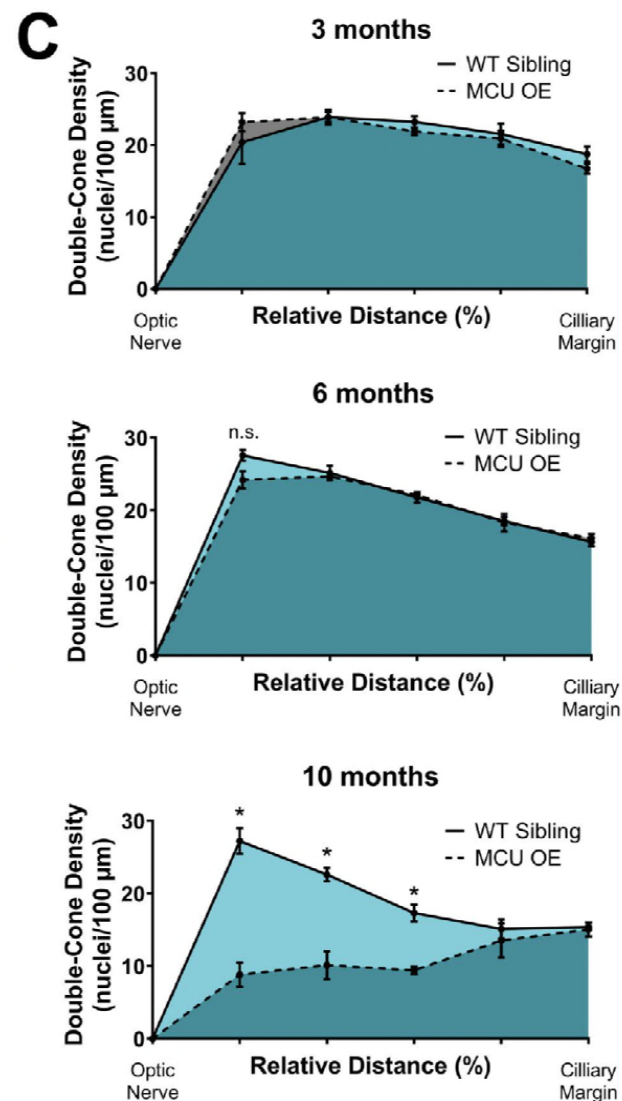 C
3 months
WT Sibling
MCU OE
Double-Cone Density
(nuclei/100 µm)
30
20
10
0
Optic
Nerve
Relative Distance (%)
Cilliary
Margin
6 months
n.s.
WT Sibling
MCU OE
Double-Cone Density
(nuclei/100 µm)
30
20
10
0
Optic
Nerve
Relative Distance (%)
Cilliary
Margin
10 months
* * *
WT Sibling
MCU OE
Double-Cone Density
(nuclei/100 µm)
30
20
10
0
Optic
Nerve
Relative Distance (%)
Cilliary
Margin